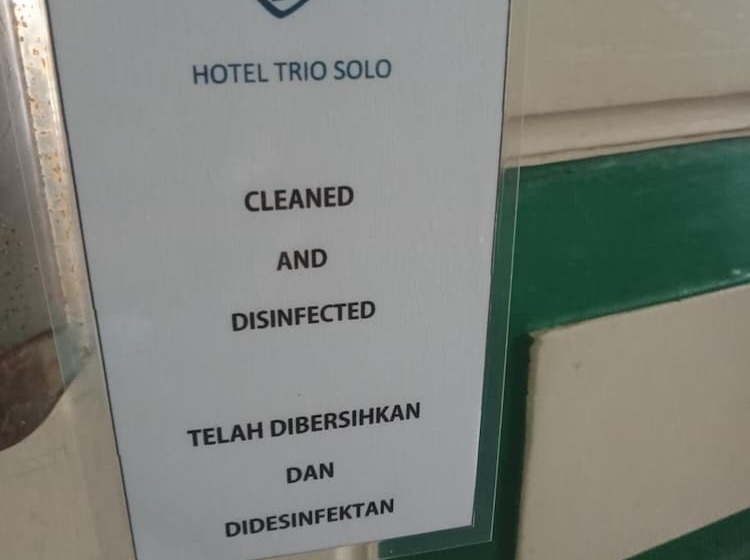 HOTEL TRIO SOLO
CLEANED
AND
DISINFECTED
TELAH DIBERSIHKAN
DAN
DIDESINFEKTAN